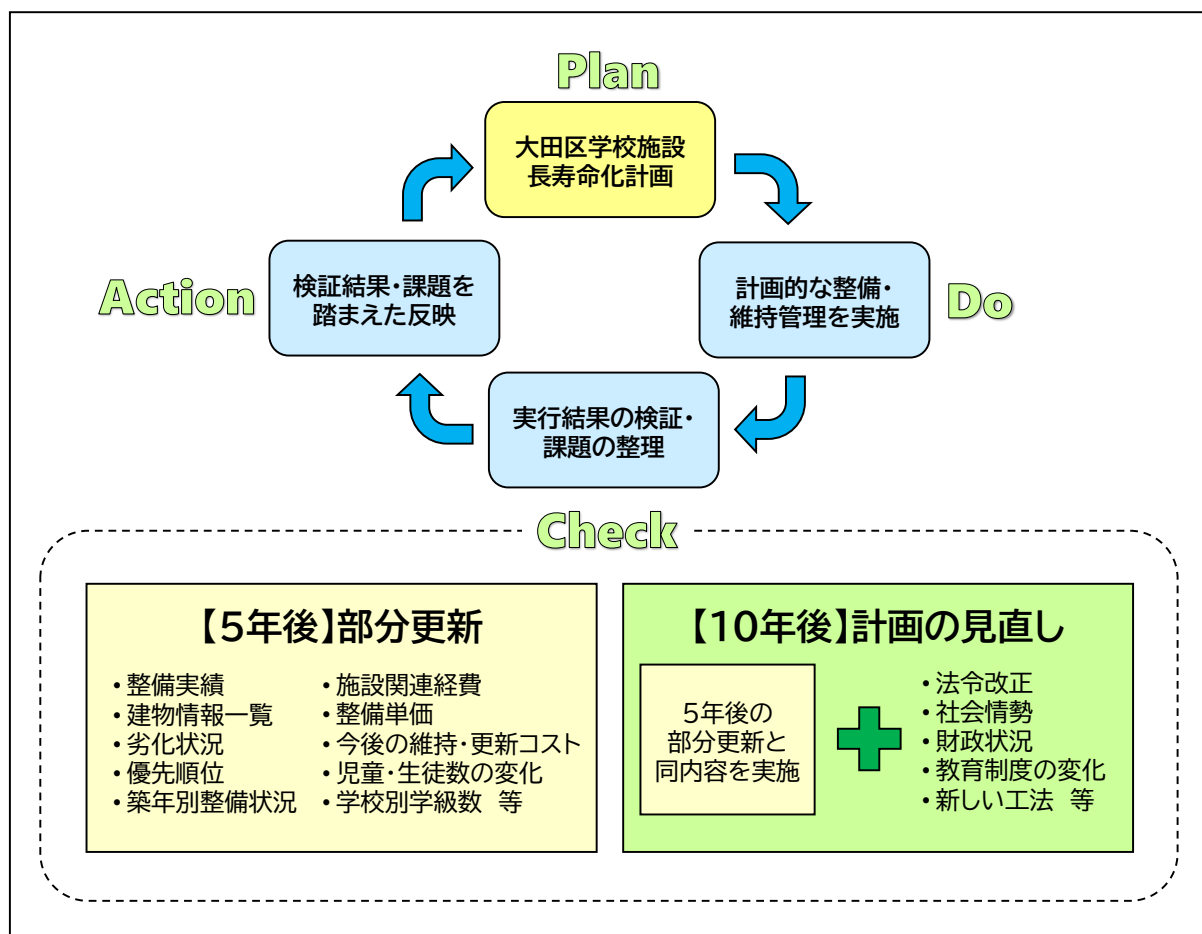 Plan
大田区学校施設
長寿命化計画
Action
検証結果・課題を
踏まえた反映
計画的な整備・
維持管理を実施
Do
実行結果の検証・
課題の整理
Check
【5年後】部分更新
・整備実績
・建物情報一覧
・劣化状況
・優先順位
・築年別整備状況
・施設関連経費
・整備単価
・今後の維持・更新コスト
・児童・生徒数の変化
・学校別学級数　等
【10年後】計画の見直し
5年後の
部分更新と
同内容を実施
・法令改正
・社会情勢
・財政状況
・教育制度の変化
・新しい工法　等